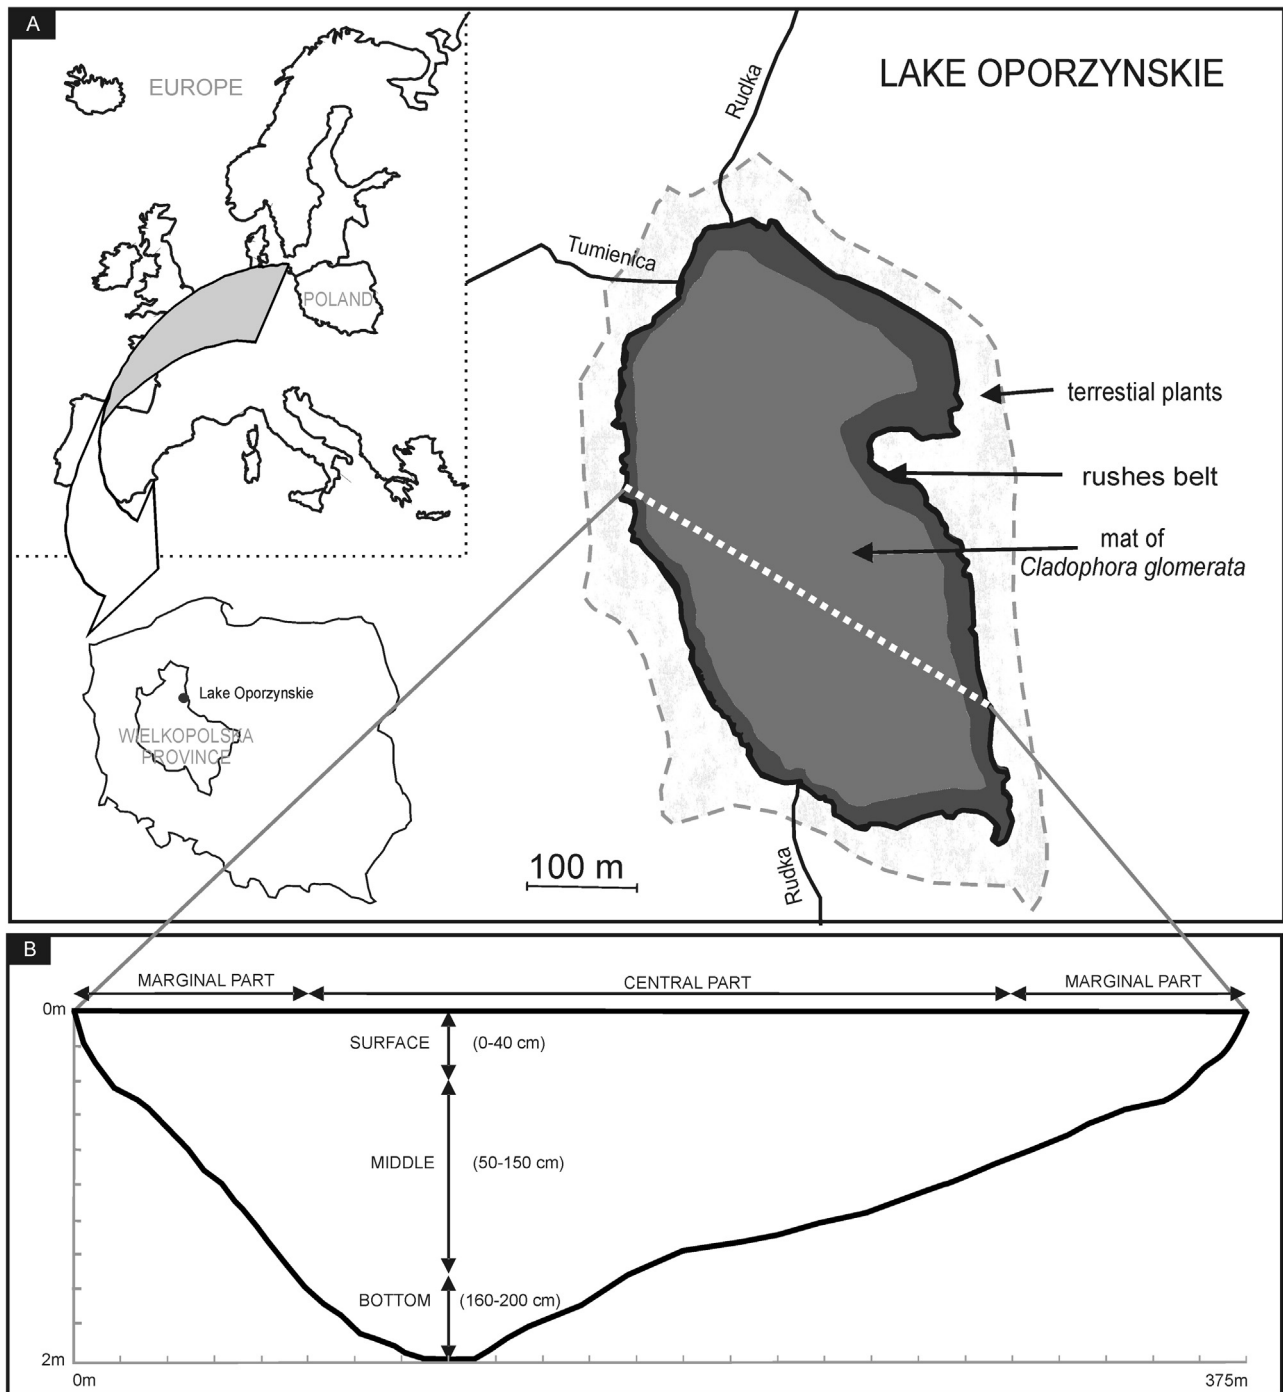 A
EUROPE
LAKE OPORZYNSKIE
Rudka
Tumienica
POLAND
terrestial plants
rushes belt
mat of
Cladophora glomerata
Lake Oporzynskie
WIELKOPOLSKA
PROVINCE
100 m
Rudka
B
MARGINAL PART
CENTRAL PART
MARGINAL PART
0m
SURFACE (0-40 cm)
MIDDLE (50-150 cm)
BOTTOM (160-200 cm)
2m
0m
375m